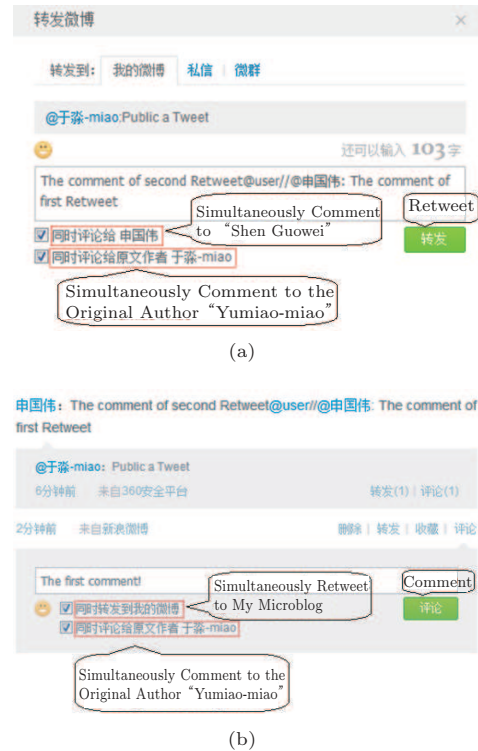 转发微博 ×
转发到： 我的微博 私信 微群
@于淼-miao:Public a Tweet
还可以输入 103 字
The comment of second Retweet@user//@申国伟: The comment of
first Retweet
Retweet
Simultaneously Comment
to “Shen Guowei”
同时评论给 申国伟
转发
同时评论给原文作者 于淼-miao
Simultaneously Comment to the
Original Author “Yumiao-miao”
(a)
申国伟：The comment of second Retweet@user//@申国伟: The comment of
first Retweet
@于淼-miao：Public a Tweet
6分钟前 来自360安全平台 转发(1) | 评论(1)
2分钟前 来自新浪微博 删除 | 转发 | 收藏 | 评论
The first comment!
Simultaneously Retweet
to My Microblog
Comment
同时转发到我的微博
评论
同时评论给原文作者 于淼-miao
Simultaneously Comment to the
Original Author “Yumiao-miao”
(b)